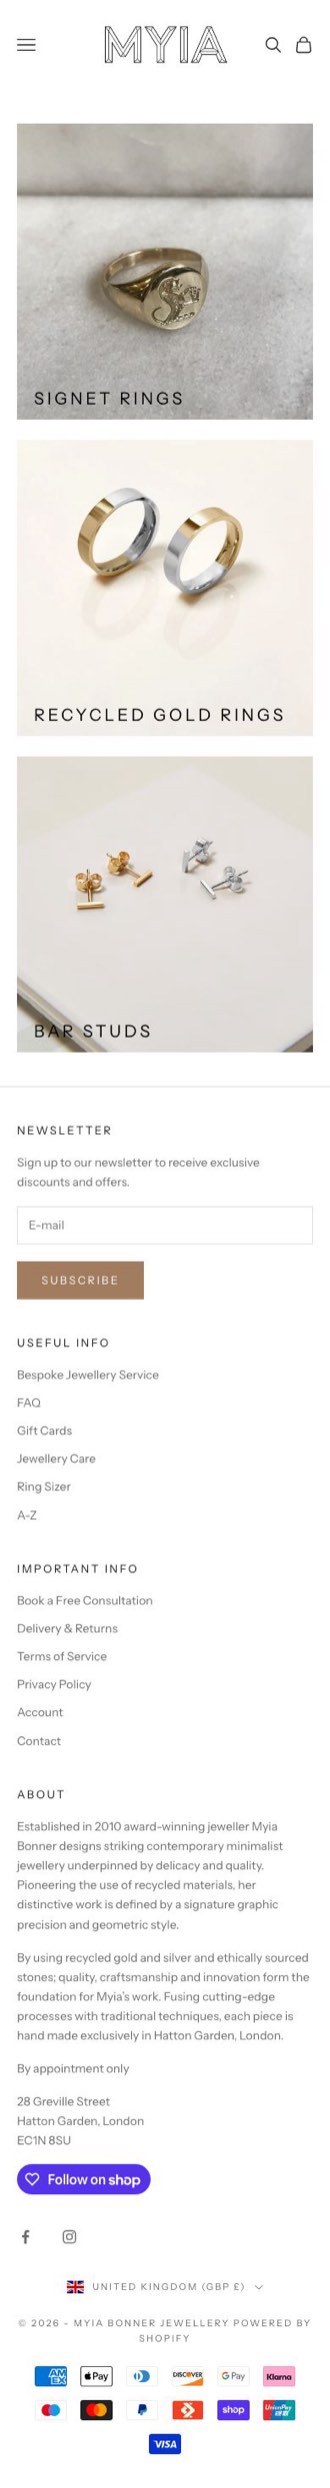 MYIA
SIGNET RINGS
RECYCLED GOLD RINGS
BAR STUDS
NEWSLETTER
Sign up to our newsletter to receive exclusive
discounts and offers.
E-mail
SUBSCRIBE
USEFUL INFO
Bespoke Jewellery Service
FAQ
Gift Cards
Jewellery Care
Ring Sizer
A-Z
IMPORTANT INFO
Book a Free Consultation
Delivery & Returns
Terms of Service
Privacy Policy
Account
Contact
ABOUT
Established in 2010 award-winning jeweller Myia
Bonner designs striking contemporary minimalist
jewellery underpinned by delicacy and quality.
Pioneering the use of recycled materials, her
distinctive work is defined by a signature graphic
precision and geometric style.
By using recycled gold and silver and ethically sourced
stones; quality, craftsmanship and innovation form the
foundation for Myia's work. Fusing cutting-edge
processes with traditional techniques, each piece is
hand made exclusively in Hatton Garden, London.
By appointment only
28 Greville Street
Hatton Garden, London
EC1N 8SU
Follow on shop
UNITED KINGDOM (GBP £)
© 2026 - MYIA BONNER JEWELLERY POWERED BY
SHOPIFY
AMEX Apple Pay DISCOVER G Pay Klarna
shop UnionPay
VISA